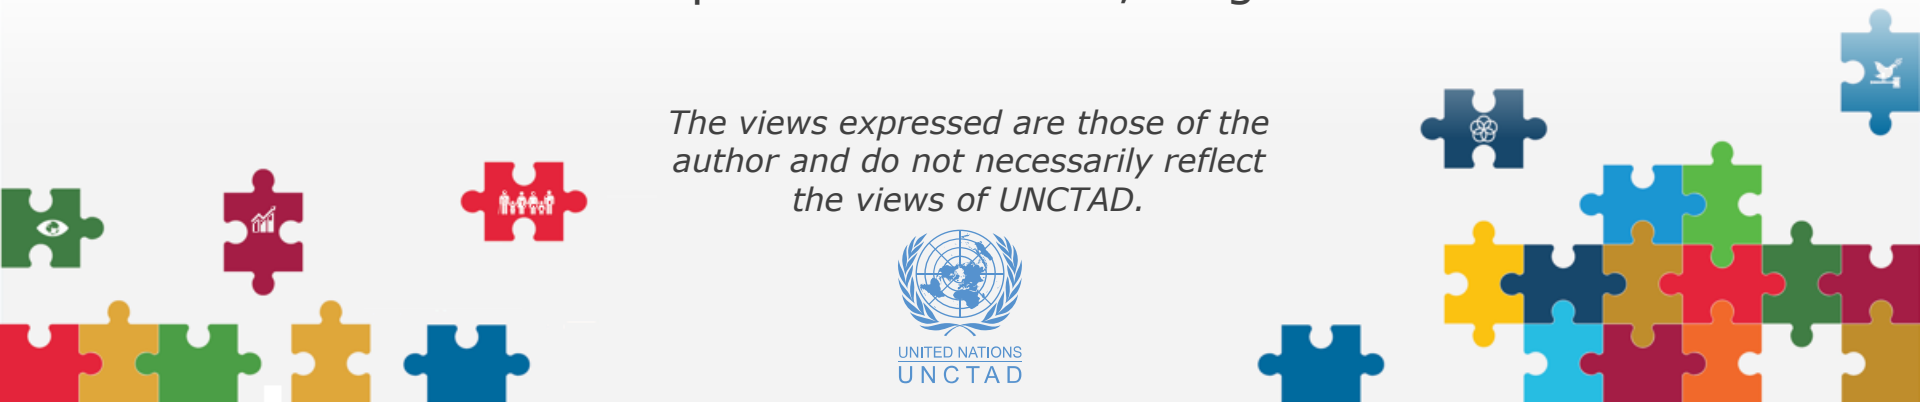 The views expressed are those of the
author and do not necessarily reflect
the views of UNCTAD.
UNITED NATIONS
UNCTAD